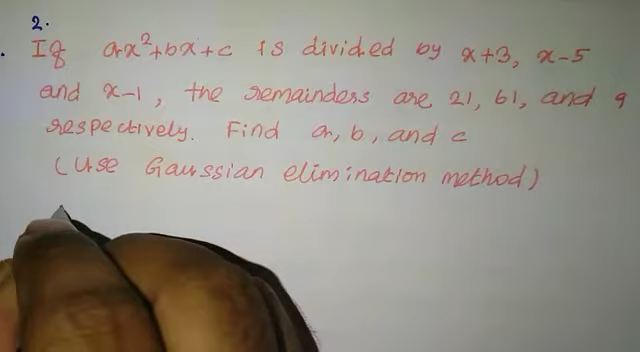 2.
If ax²+bx+c is divided by x+3, x-5
and x-1, the remainders are 21, 61, and 9
respectively. Find a, b, and c
(use Gaussian elimination method)